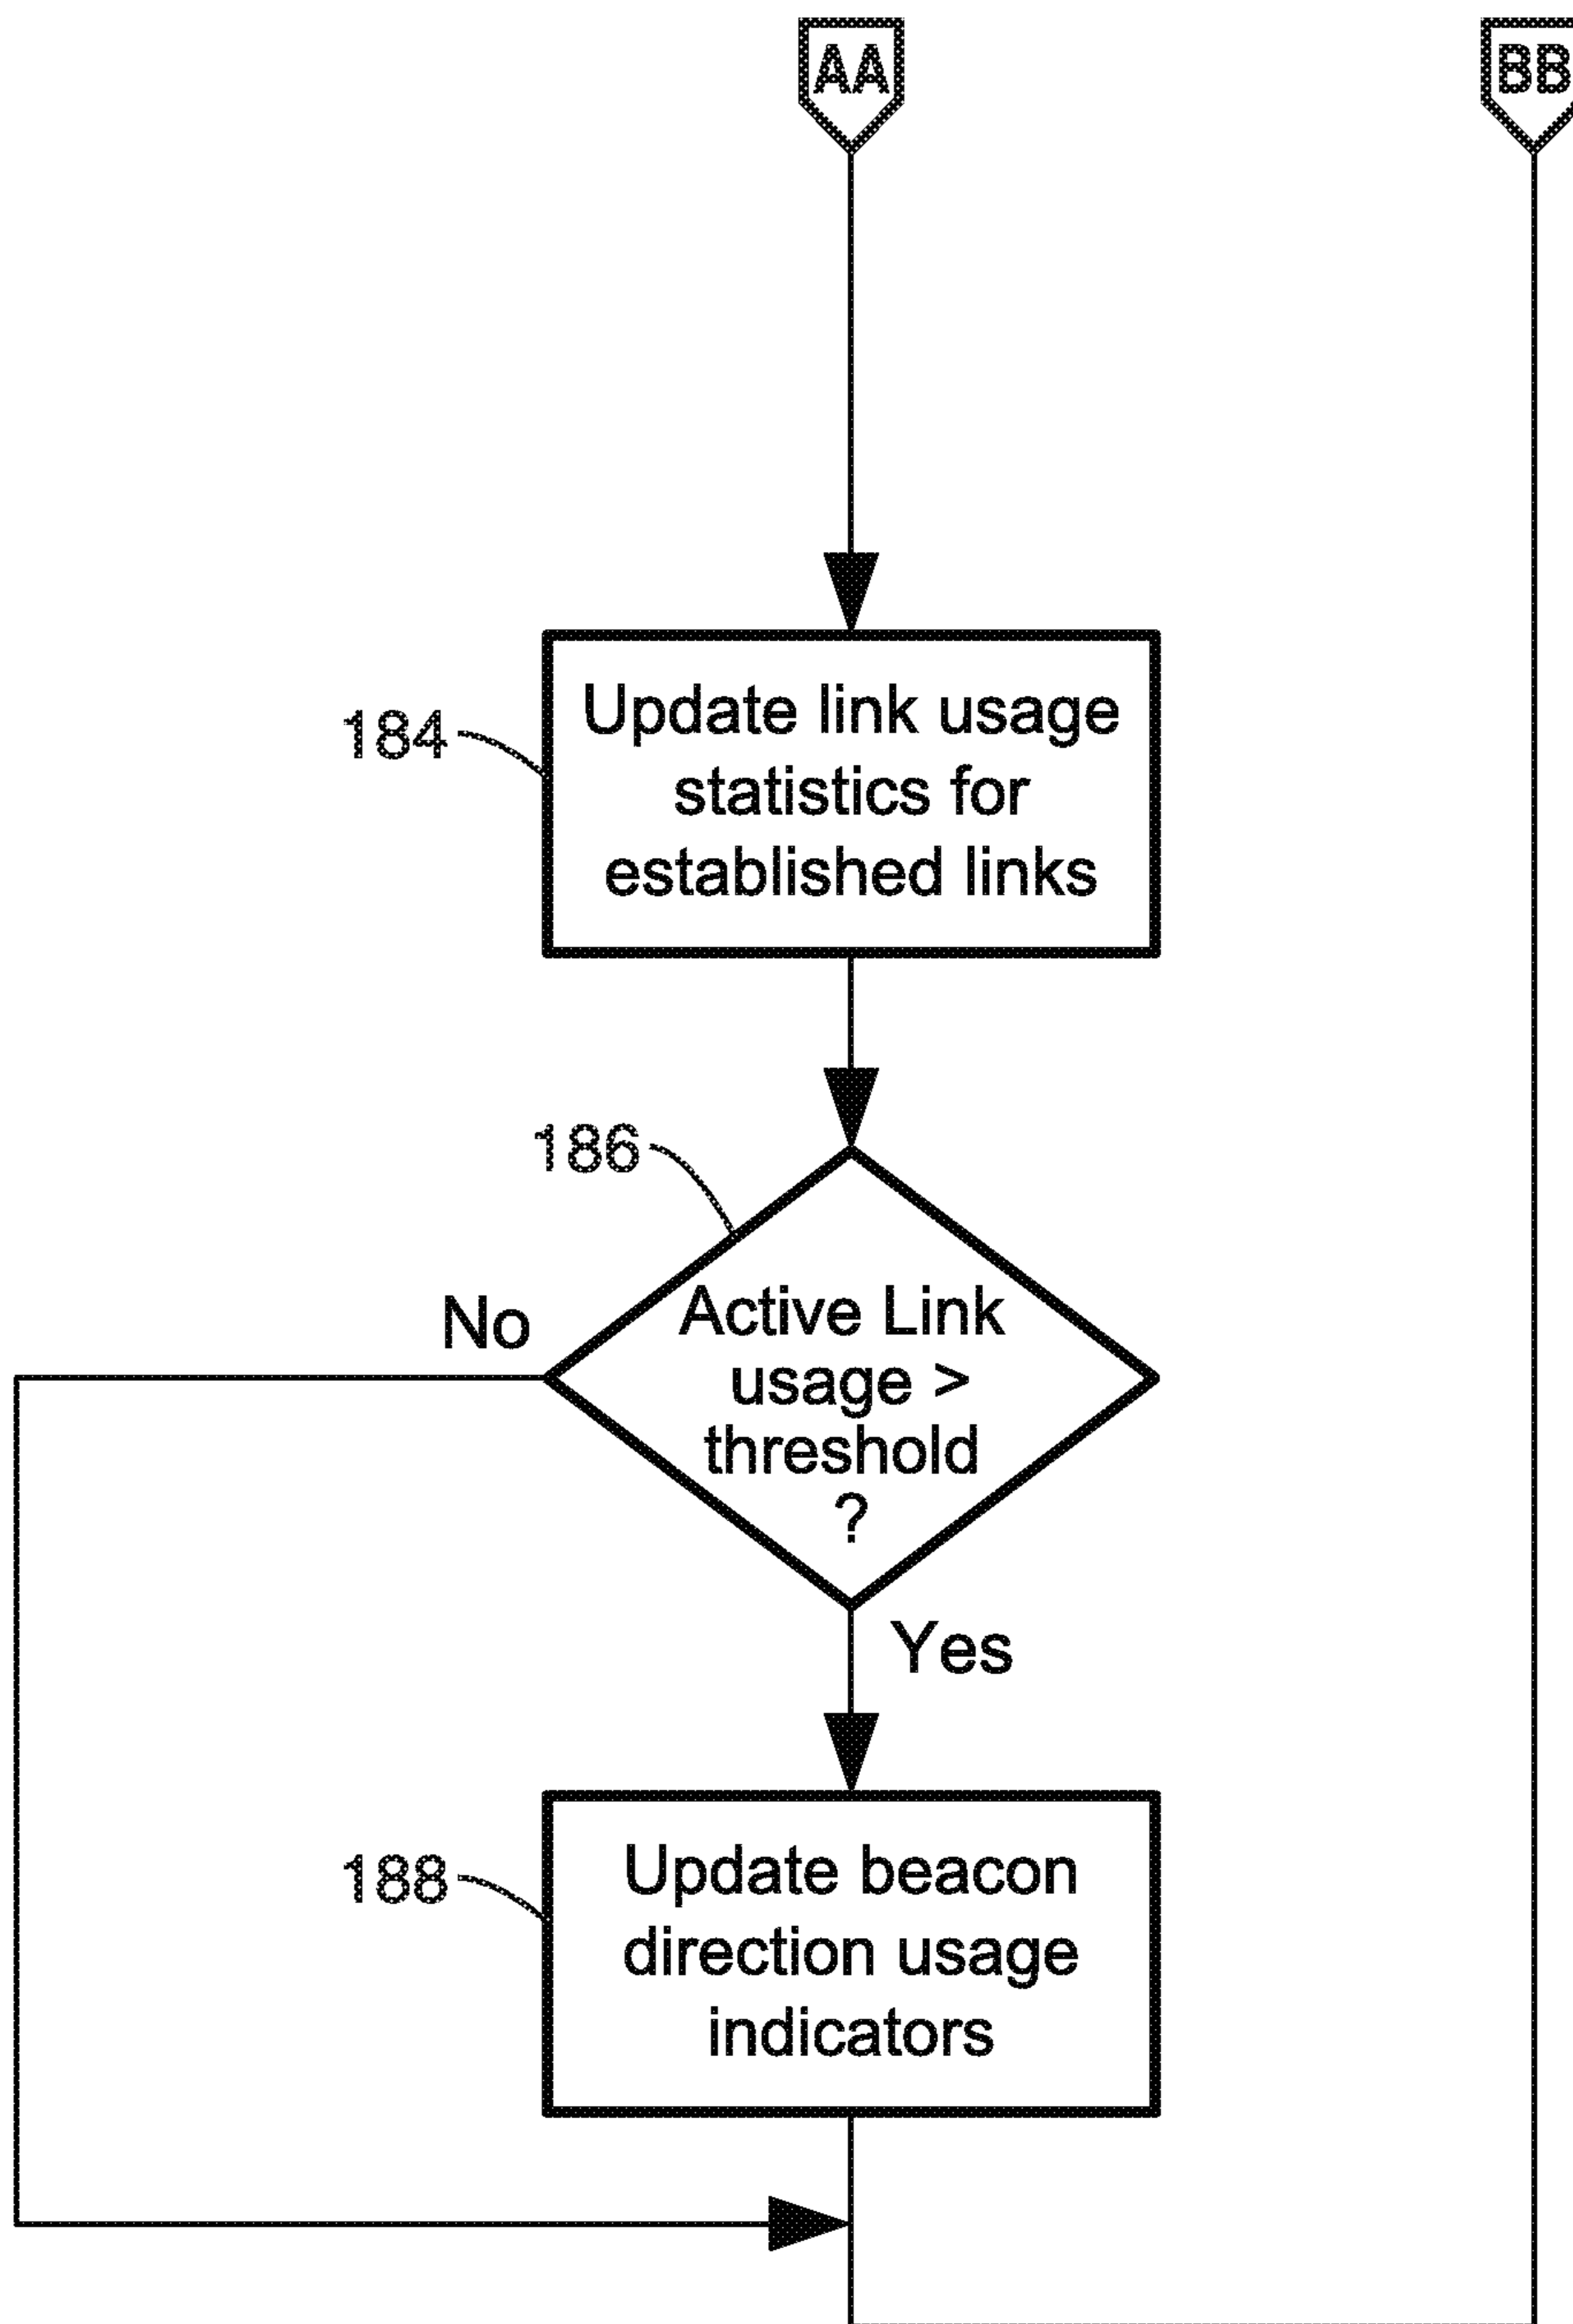 AA
BB
184
Update link usage
statistics for
established links
186
No
Active Link
usage >
threshold
?
Yes
188
Update beacon
direction usage
indicators